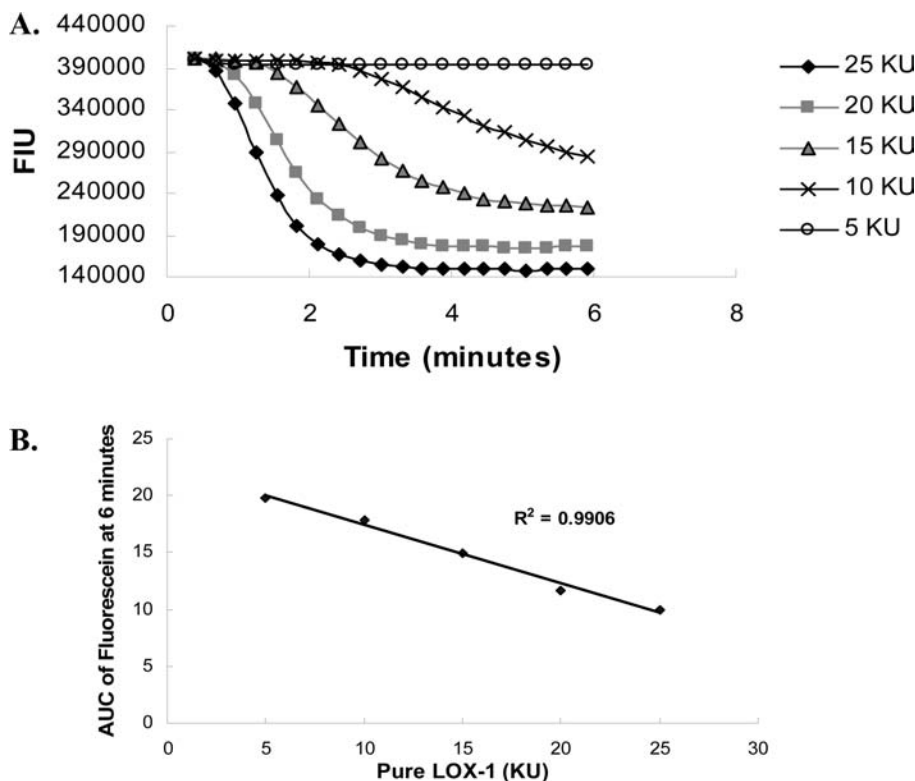 A.
FIU
440000
390000
340000
290000
240000
190000
140000
0 2 4 6 8
Time (minutes)
25 KU
20 KU
15 KU
10 KU
5 KU
B.
AUC of Fluorescein at 6 minutes
25
20
15
10
5
0
R² = 0.9906
0 5 10 15 20 25 30
Pure LOX-1 (KU)